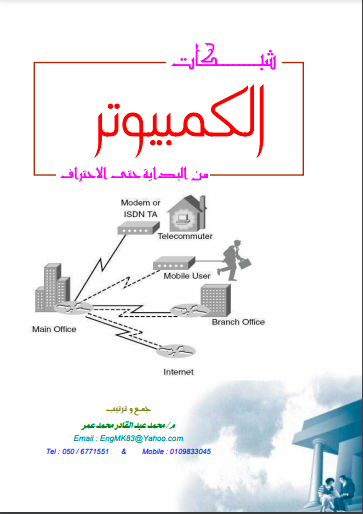 شبـــــكات
الكمبيوتر
من البداية حتى الاحتراف
Modem or
ISDN TA
Telecommuter
Mobile User
Main Office
Branch Office
Internet
جمع و ترتيب
م/ محمد عبد القادر محمد عمر
Email : EngMK83@Yahoo.com
Tel : 050 / 6771551 & Mobile : 0109833045